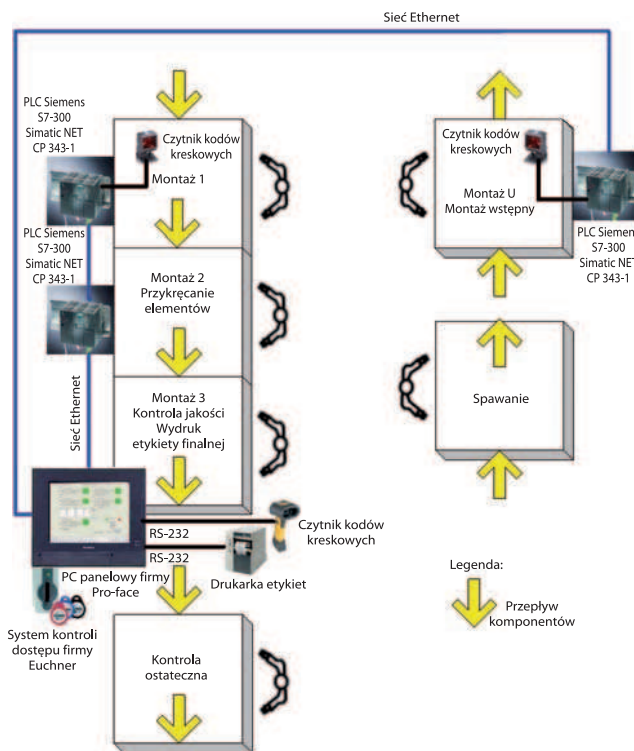 Sieć Ethernet
PLC Siemens
S7-300
Simatic NET
CP 343-1
Czytnik kodów
kreskowych
Montaż 1
PLC Siemens
S7-300
Simatic NET
CP 343-1
Montaż 2
Przykręcanie
elementów
Montaż 3
Kontrola jakości
Wydruk
etykiety finalnej
Sieć Ethernet
Czytnik kodów
kreskowych
Montaż U
Montaż wstępny
PLC Siemens
S7-300
Simatic NET
CP 343-1
Spawanie
RS-232
RS-232
Czytnik kodów
kreskowych
Drukarka etykiet
PC panelowy firmy
Pro-face
System kontroli
dostępu firmy
Euchner
Kontrola
ostateczna
Legenda:
Przepływ
komponentów